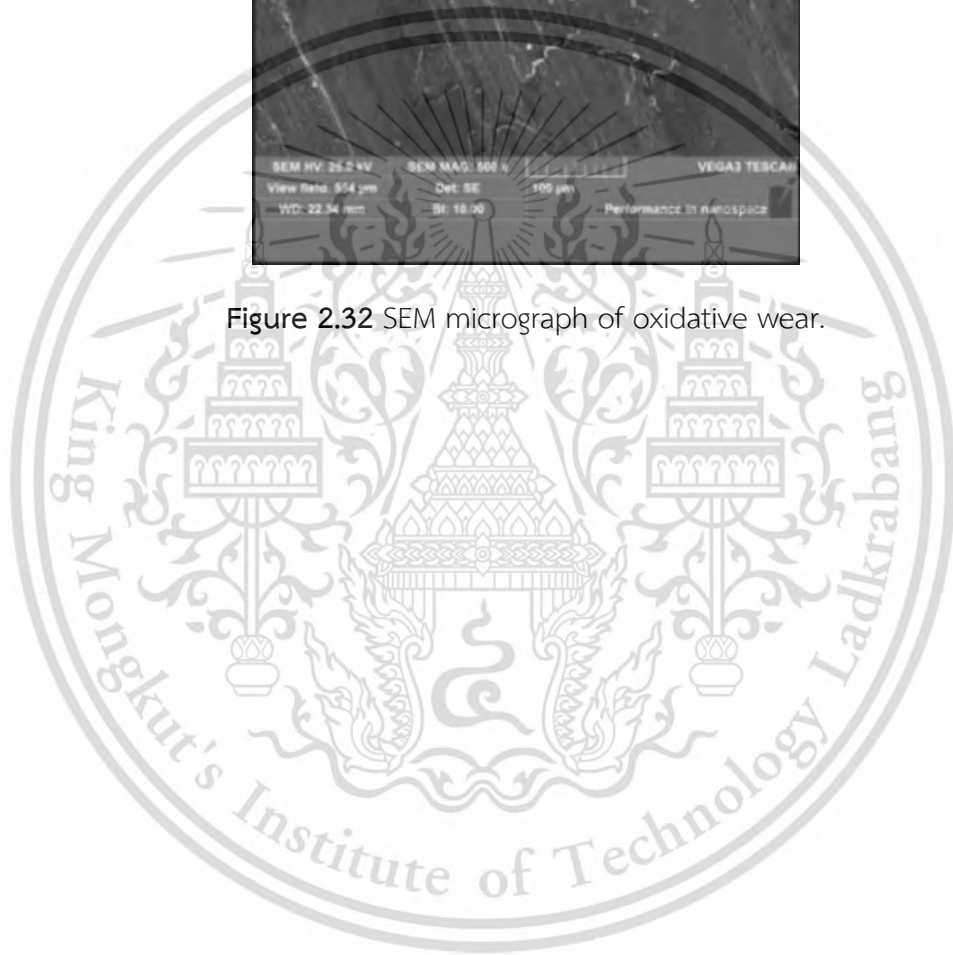 SEM HV: 25.0 kV SEM MAG: 500 x VEGA3 TESCAN
View field: 554 µm Det: SE 100 µm
WD: 22.34 mm BI: 10.00 Performance in nanospace
Figure 2.32 SEM micrograph of oxidative wear.
King Mongkut's Institute of Technology Ladkrabang